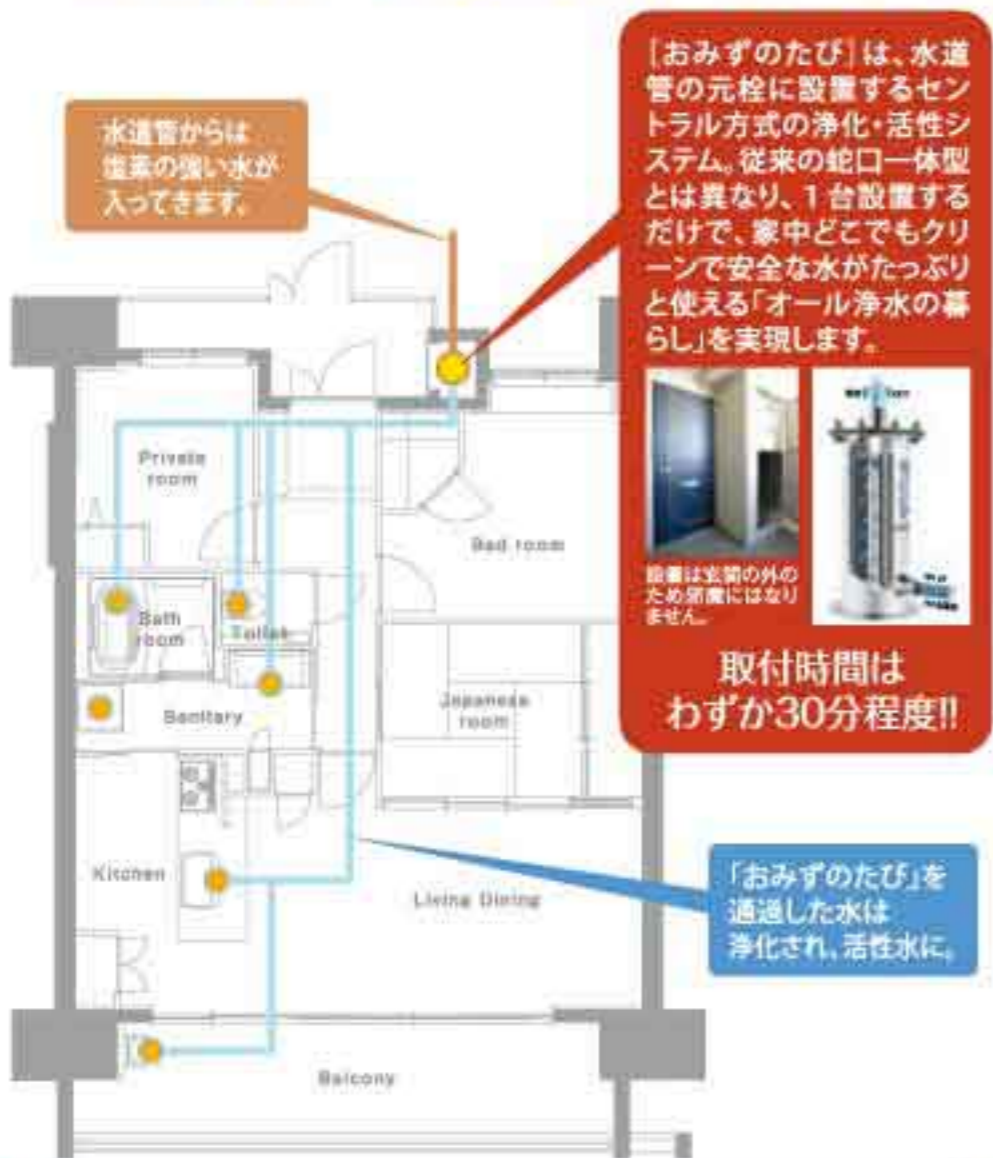 水道管からは
塩素の強い水が
入ってきます。
「おみずのたび」は、水道
管の元栓に設置するセン
トラル方式の浄化・活性シ
ステム。従来の蛇口一体型
とは異なり、1台設置する
だけで、家中どこでもクリ
ーンで安全な水がたっぷり
と使える「オール浄水の暮
らし」を実現します。
設置は玄関の外の
ため邪魔にはなり
ません。
取付時間は
わずか30分程度!!
Private
room
Bed room
Bath
room
Toilet
Sanitary
Japanese
room
Kitchen
Living Dining
「おみずのたび」を
通過した水は
浄化され、活性水に。
Balcony